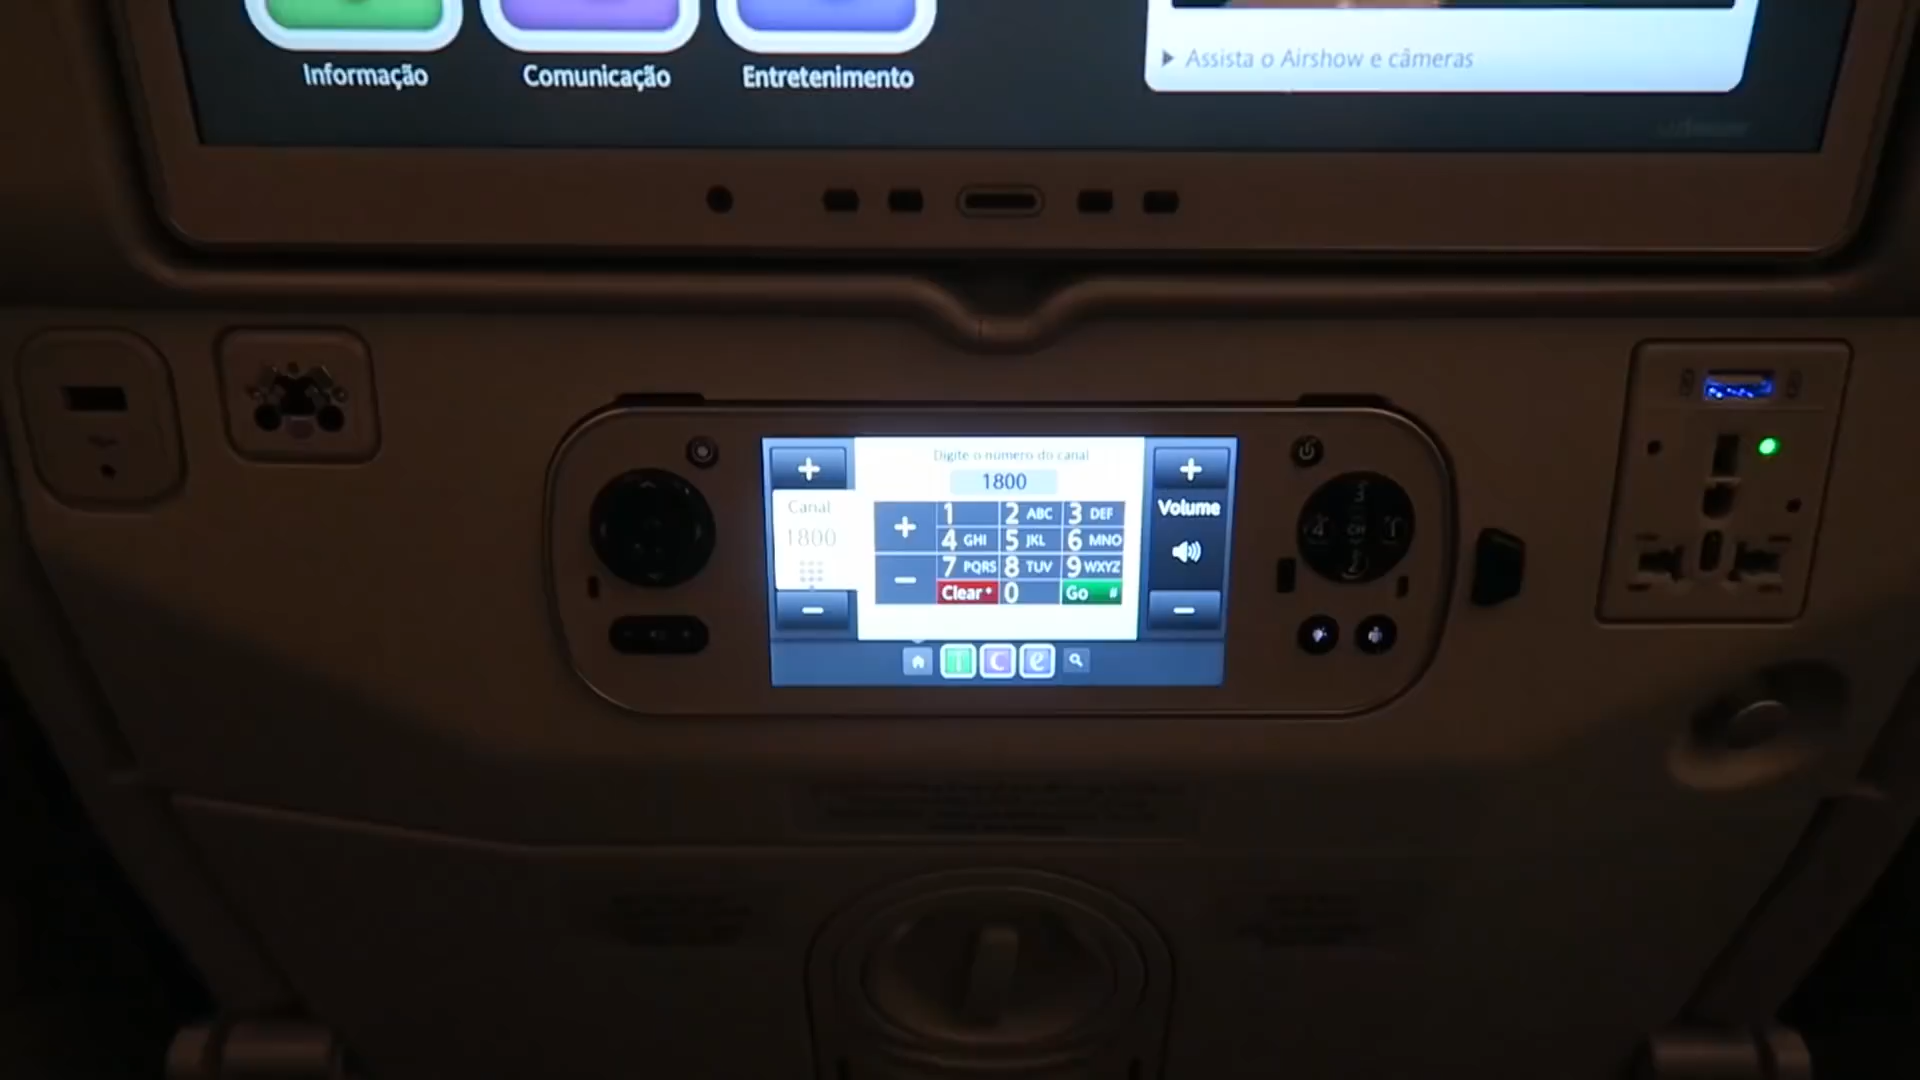 Informação
Comunicação
Entretenimento
Assista o Airshow e câmeras
Digite o número do canal
1800
Canal
1800
+
-
+
-
1
2 ABC
3 DEF
4 GHI
5 JKL
6 MNO
7 PQRS
8 TUV
9 WXYZ
Clear *
0
Go #
+
Volume
-
i
c
e